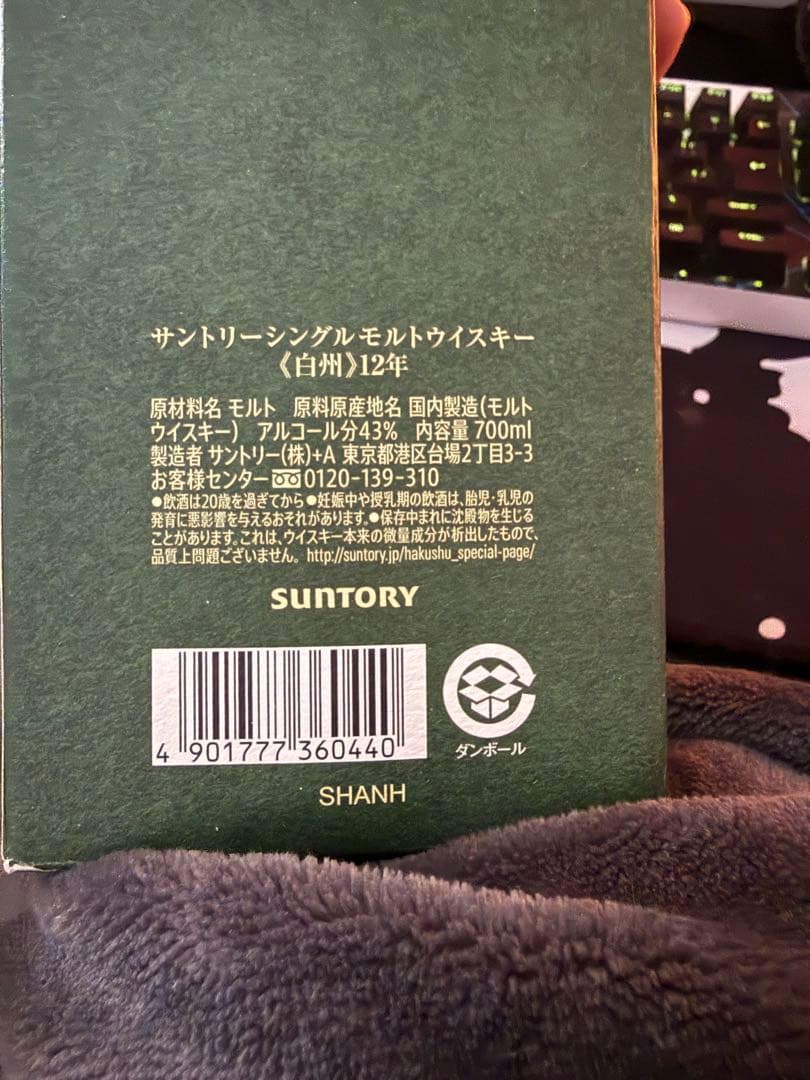 サントリーシングルモルトウイスキー
《白州》12年
原材料名 モルト 原料原産地名 国内製造(モルト
ウイスキー) アルコール分43% 内容量 700ml
製造者 サントリー(株)+A 東京都港区台場2丁目3-3
お客様センター 0120-139-310
●飲酒は20歳を過ぎてから●妊娠中や授乳期の飲酒は、胎児・乳児の
発育に悪影響を与えるおそれがあります。●保存中まれに沈殿物を生じる
ことがあります。これは、ウイスキー本来の微量成分が析出したもので、
品質上問題ございません。http://suntory.jp/hakushu_special-page/
SUNTORY
4 901777 360440
ダンボール
SHANH